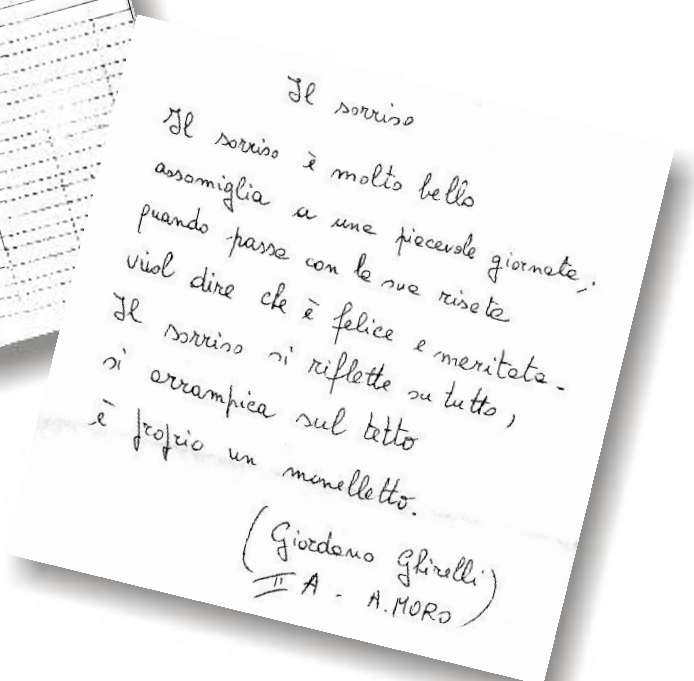 Il sorriso
Il sorriso è molto bello
assomiglia a una piacevole giornata;
quando passa con le sue risate
vuol dire che è felice e meritata.
Il sorriso si riflette su tutto,
si arrampica sul tetto
è proprio un monelletto.
(Giordano Ghirelli)
II A - A. MORO